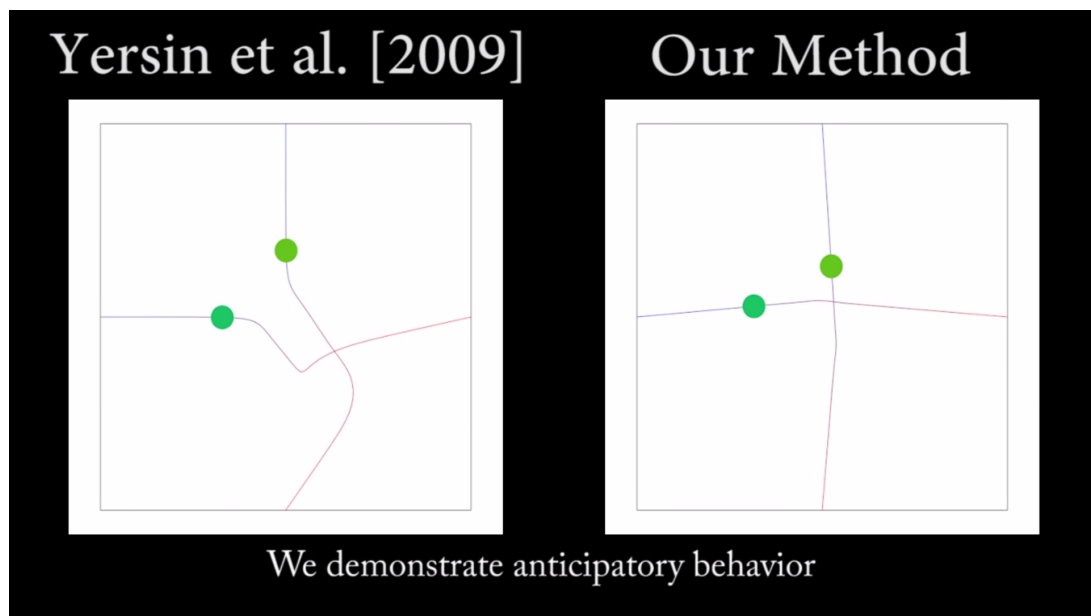 Yersin et al. [2009]
Our Method
We demonstrate anticipatory behavior